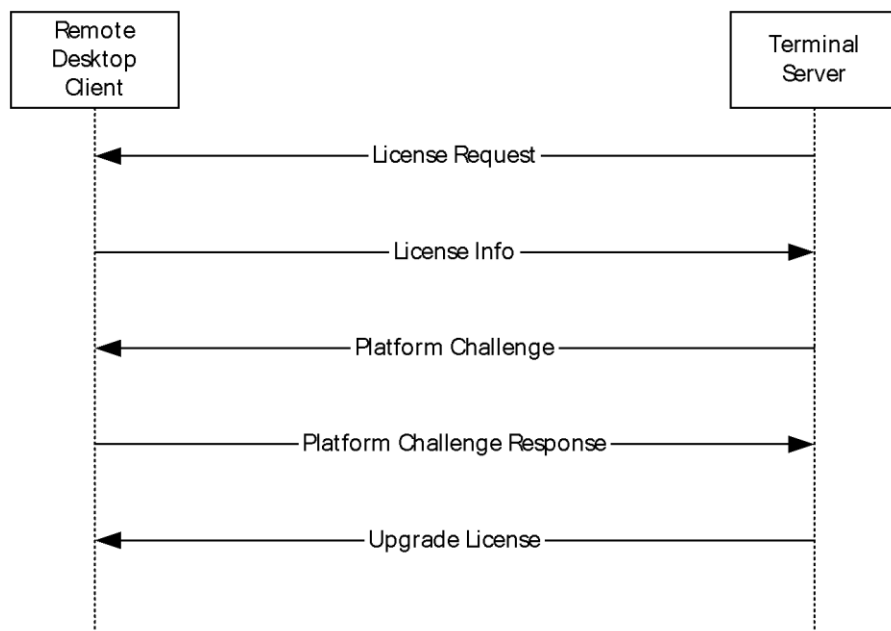 Remote
Desktop
Client
Terminal
Server
License Request
License Info
Platform Challenge
Platform Challenge Response
Upgrade License